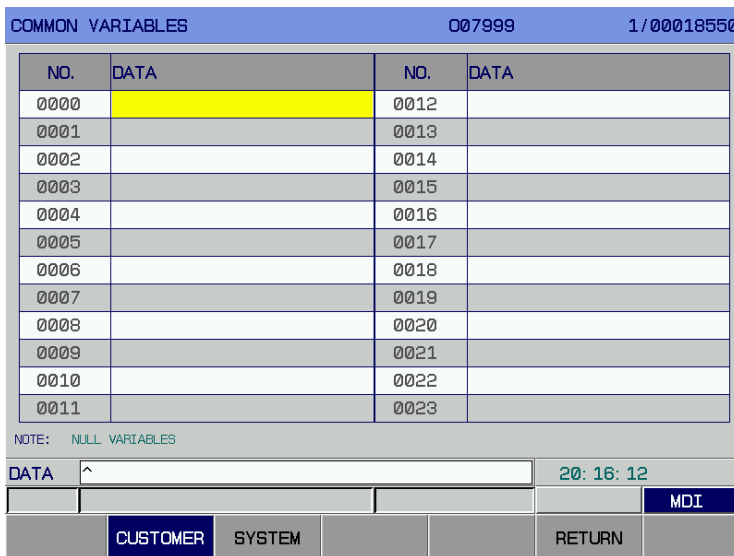 COMMON VARIABLES O07999 1/00018550
NO. DATA NO. DATA
0000 0012
0001 0013
0002 0014
0003 0015
0004 0016
0005 0017
0006 0018
0007 0019
0008 0020
0009 0021
0010 0022
0011 0023
NOTE: NULL VARIABLES
DATA ^ 20:16:12
MDI
CUSTOMER SYSTEM RETURN